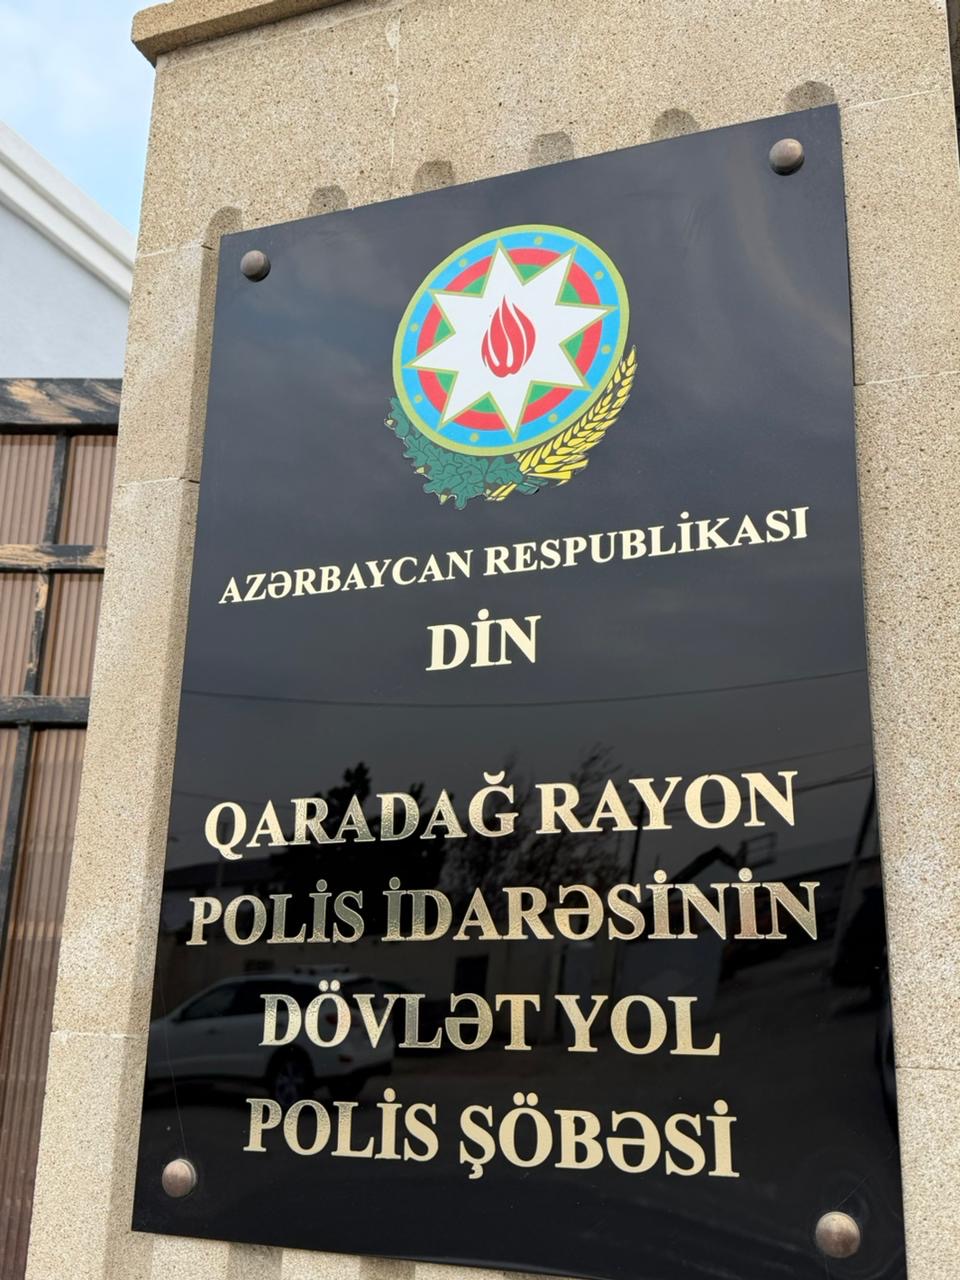 AZƏRBAYCAN RESPUBLİKASI
DİN
QARADAĞ RAYON
POLİS İDARƏSİNİN
DÖVLƏT YOL
POLİS ŞÖBƏSİ